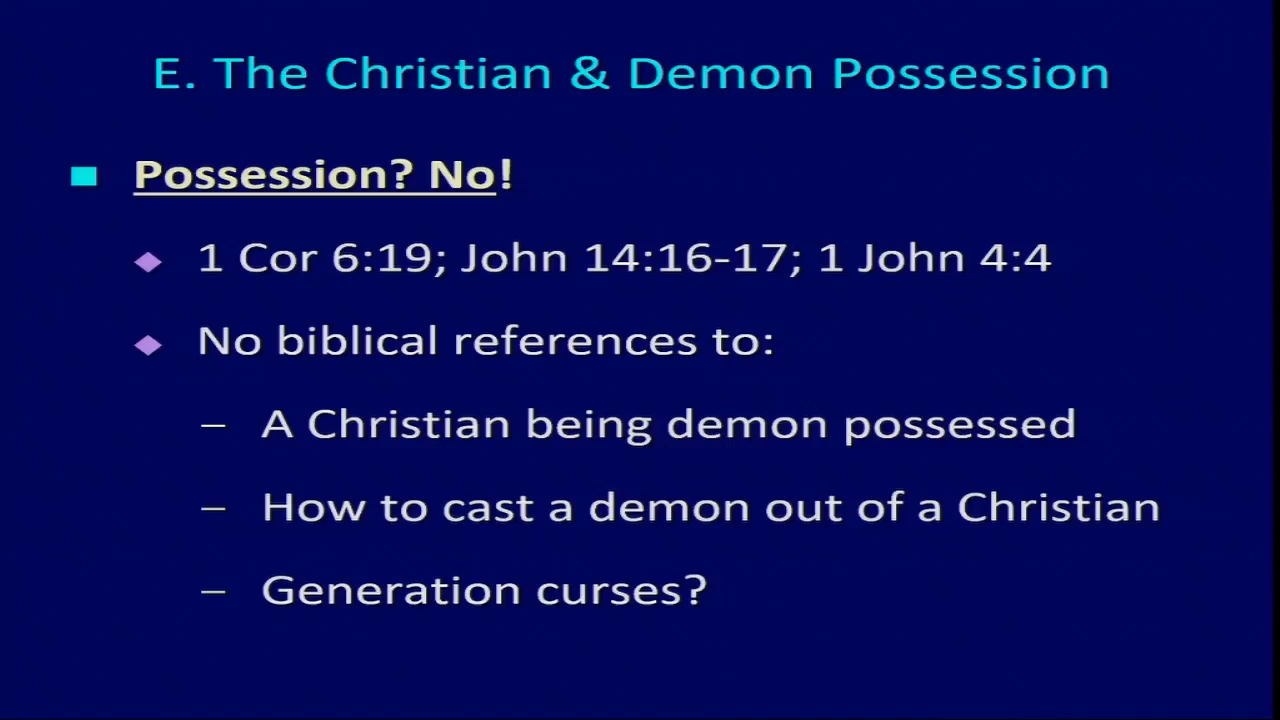 E. The Christian & Demon Possession
Possession? No!
1 Cor 6:19; John 14:16-17; 1 John 4:4
No biblical references to:
– A Christian being demon possessed
– How to cast a demon out of a Christian
– Generation curses?